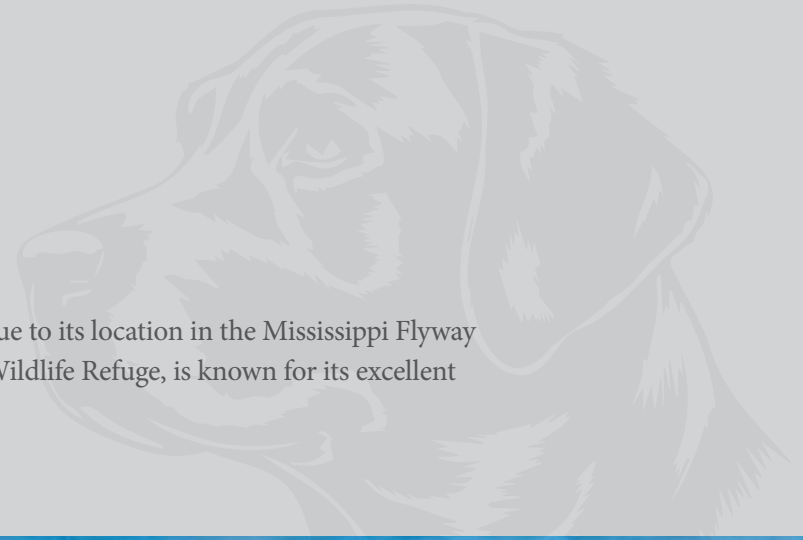 ue to its location in the Mississippi Flyway
Wildlife Refuge, is known for its excellent